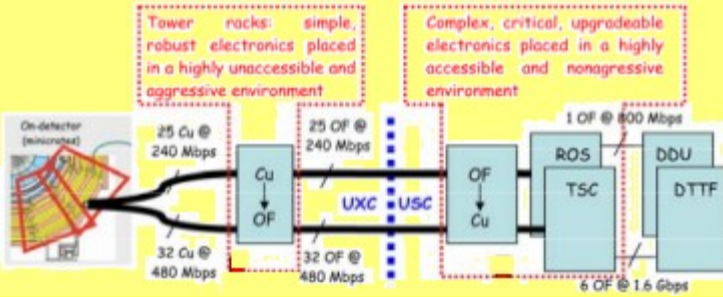 Tower racks: simple,
robust electronics placed
in a highly unaccessible and
aggressive environment
Complex, critical, upgradeable
electronics placed in a highly
accessible and nonagressive
environment
On-detector
(minicrates)
25 Cu @
240 Mbps
25 OF @
240 Mbps
1 OF @ 800 Mbps
Cu
OF
UXC
USC
OF
Cu
ROS
TSC
DDU
DTTF
32 Cu @
480 Mbps
32 OF @
480 Mbps
6 OF @ 1.6 Gbps